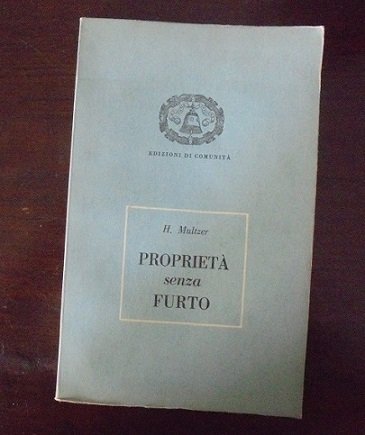 EDIZIONI DI COMUNITÀ
H. Multzer
PROPRIETÀ
senza
FURTO